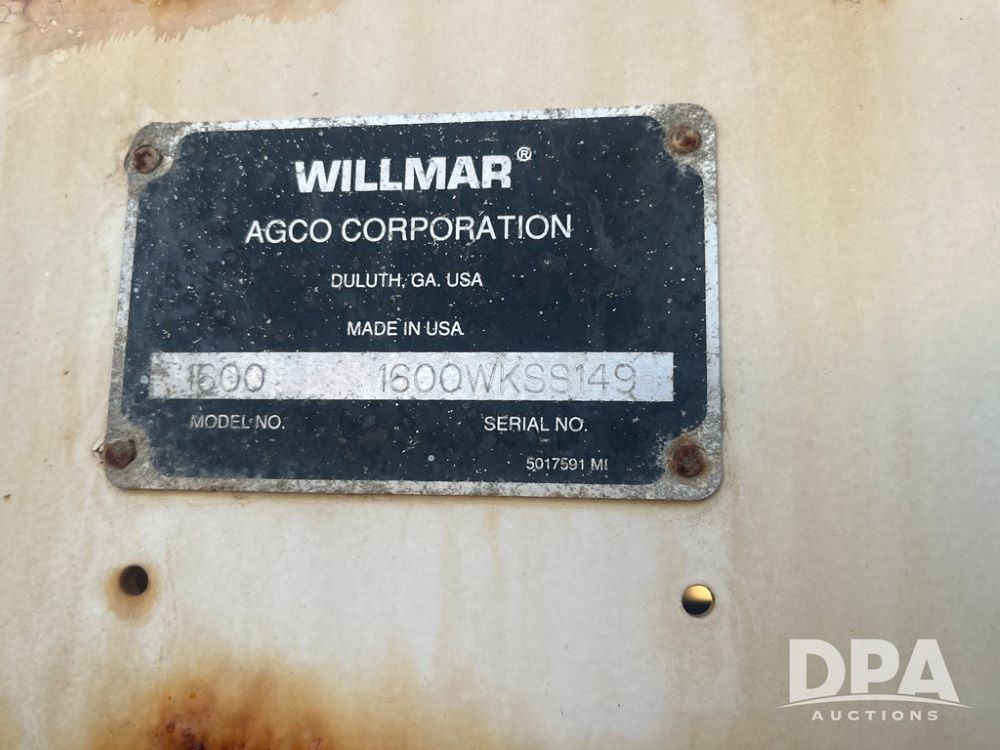 WILLMAR®
AGCO CORPORATION
DULUTH, GA. USA
MADE IN USA
1600 1600WKSS149
MODEL NO. SERIAL NO.
5017591 MI
DPA
AUCTIONS